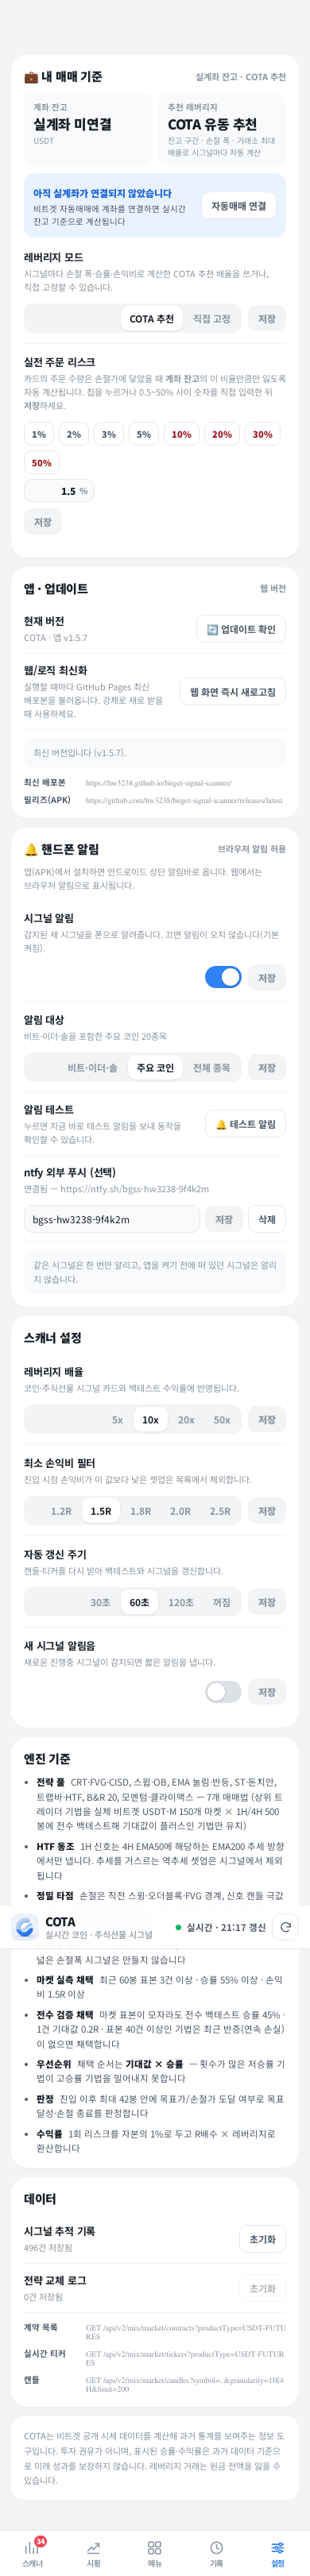 💼 내 매매 기준
실계좌 잔고 · COTA 추천
계좌 잔고
실계좌 미연결
USDT
추천 레버리지
COTA 유동 추천
잔고 구간 · 손절 폭 · 거래소 최대
배율로 시그널마다 자동 계산
아직 실계좌가 연결되지 않았습니다
비트겟 자동매매에 계좌를 연결하면 실시간
잔고 기준으로 계산됩니다
자동매매 연결
레버리지 모드
시그널마다 손절 폭·승률·손익비로 계산한 COTA 추천 배율을 쓰거나,
직접 고정할 수 있습니다.
COTA 추천 직접 고정 저장
실전 주문 리스크
카드의 주문 수량은 손절가에 닿았을 때 계좌 잔고의 이 비율만큼만 잃도록
자동 계산됩니다. 칩을 누르거나 0.5~50% 사이 숫자를 직접 입력한 뒤
저장하세요.
1% 2% 3% 5% 10% 20% 30%
50%
1.5 %
저장
앱 · 업데이트
웹 버전
현재 버전
COTA · 앱 v1.5.7
🔄 업데이트 확인
웹/로직 최신화
실행할 때마다 GitHub Pages 최신
배포본을 불러옵니다. 강제로 새로 받을
때 사용하세요.
웹 화면 즉시 새로고침
최신 버전입니다 (v1.5.7).
최신 배포본 https://hw3238.github.io/bitget-signal-scanner/
릴리즈(APK) https://github.com/hw3238/bitget-signal-scanner/releases/latest
🔔 핸드폰 알림
브라우저 알림 허용
앱(APK)에서 설치하면 안드로이드 상단 알림바로 옵니다. 웹에서는
브라우저 알림으로 표시됩니다.
시그널 알림
감지된 새 시그널을 폰으로 알려줍니다. 끄면 알림이 오지 않습니다(기본
켜짐).
저장
알림 대상
비트·이더·솔을 포함한 주요 코인 20종목
비트·이더·솔 주요 코인 전체 종목 저장
알림 테스트
누르면 지금 바로 테스트 알림을 보내 동작을
확인할 수 있습니다.
🔔 테스트 알림
ntfy 외부 푸시 (선택)
연결됨 — https://ntfy.sh/bgss-hw3238-9f4k2m
bgss-hw3238-9f4k2m 저장 삭제
같은 시그널은 한 번만 알리고, 앱을 켜기 전에 떠 있던 시그널은 알리
지 않습니다.
스캐너 설정
레버리지 배율
코인·주식선물 시그널 카드와 백테스트 수익률에 반영됩니다.
5x 10x 20x 50x 저장
최소 손익비 필터
진입 시점 손익비가 이 값보다 낮은 셋업은 목록에서 제외합니다.
1.2R 1.5R 1.8R 2.0R 2.5R 저장
자동 갱신 주기
캔들·티커를 다시 받아 백테스트와 시그널을 갱신합니다.
30초 60초 120초 꺼짐 저장
새 시그널 알림음
새로운 진행중 시그널이 감지되면 짧은 알림을 냅니다.
저장
엔진 기준
• 전략 풀 CRT·FVG·CISD, 스윕·OB, EMA 눌림·반등, ST·돈치안,
트랩바·HTF, B&R 20, 모멘텀·클라이맥스 — 7개 매매법 (상위 트
레이더 기법을 실제 비트겟 USDT-M 150개 마켓 × 1H/4H 500
봉에 전수 백테스트해 기대값이 플러스인 기법만 유지)
• HTF 동조 1H 신호는 4H EMA50에 해당하는 EMA200 추세 방향
에서만 냅니다. 추세를 거스르는 역추세 셋업은 시그널에서 제외
됩니다
• 정밀 타점 손절은 직전 스윙·오더블록·FVG 경계, 신호 캔들 극값
COTA
실시간 코인 · 주식선물 시그널
실시간 · 21:17 갱신
넓은 손절폭 시그널은 만들지 않습니다
• 마켓 실측 채택 최근 60봉 표본 3건 이상 · 승률 55% 이상 · 손익
비 1.5R 이상
• 전수 검증 채택 마켓 표본이 모자라도 전수 백테스트 승률 45% ·
1건 기대값 0.2R · 표본 40건 이상인 기법은 최근 반증(연속 손실)
이 없으면 채택합니다
• 우선순위 채택 순서는 기대값 × 승률 — 횟수가 많은 저승률 기
법이 고승률 기법을 밀어내지 못합니다
• 판정 진입 이후 최대 42봉 안에 목표가/손절가 도달 여부로 목표
달성·손절 종료를 판정합니다
• 수익률 1회 리스크를 자본의 1%로 두고 R배수 × 레버리지로
환산합니다
데이터
시그널 추적 기록
496건 저장됨
초기화
전략 교체 로그
0건 저장됨
초기화
계약 목록 GET /api/v2/mix/market/contracts?productType=USDT-FUTU
RES
실시간 티커 GET /api/v2/mix/market/tickers?productType=USDT-FUTUR
ES
캔들 GET /api/v2/mix/market/candles?symbol=..&granularity=1H|4
H&limit=200
COTA는 비트겟 공개 시세 데이터를 계산해 과거 통계를 보여주는 정보 도
구입니다. 투자 권유가 아니며, 표시된 승률·수익률은 과거 데이터 기준으
로 미래 성과를 보장하지 않습니다. 레버리지 거래는 원금 전액을 잃을 수
있습니다.
34
스캐너 시황 메뉴 기록 설정